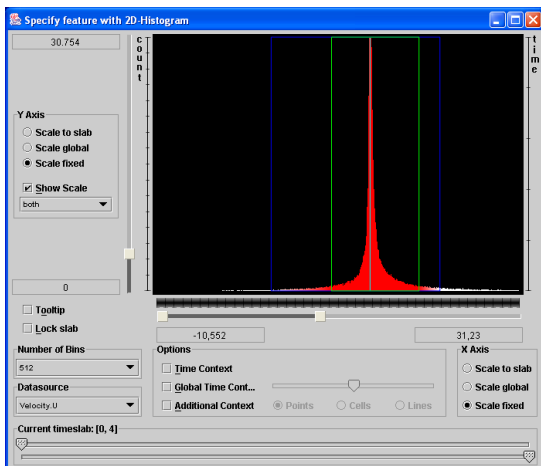 Specify feature with 2D-Histogram
30.754
count
time
Y Axis
Scale to slab
Scale global
Scale fixed
Show Scale
both
0
Tooltip
Lock slab
-10,552
31,23
Number of Bins
512
Datasource
Velocity.U
Options
Time Context
Global Time Cont...
Additional Context
Points
Cells
Lines
X Axis
Scale to slab
Scale global
Scale fixed
Current timeslab: [0, 4]